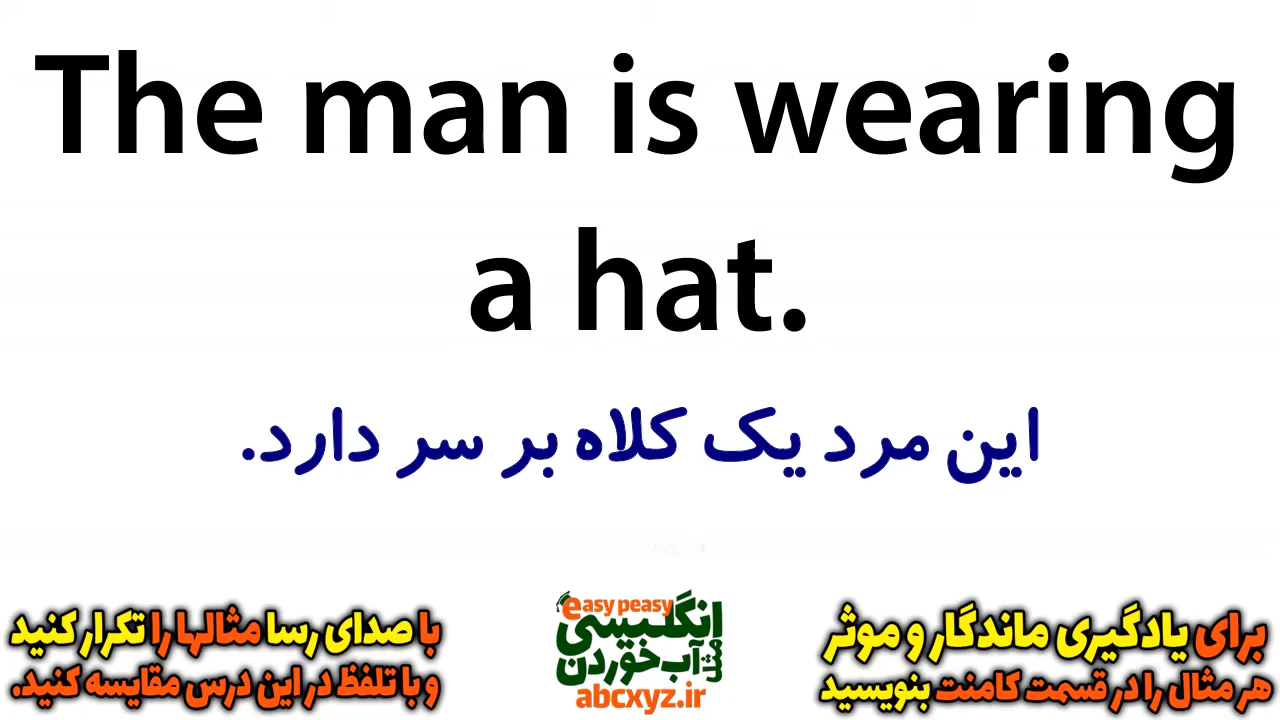 The man is wearing
a hat.
این مرد یک کلاه بر سر دارد.
برای یادگیری ماندگار و موثر
هر مثال را در قسمت کامنت بنویسید
easy peasy
انگلیسی
مثل آب خوردن
abcxyz.ir
با صدای رسا مثالها را تکرار کنید
و با تلفظ در این درس مقایسه کنید.